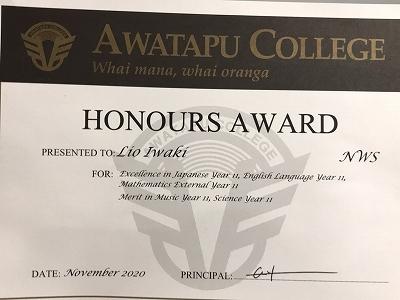 AWATAPU COLLEGE
Whai mana, whai oranga
HONOURS AWARD
PRESENTED TO: Lio Iwaki NWS
FOR: Excellence in Japanese Year 11, English Language Year 11,
Mathematics External Year 11
Merit in Music Year 11, Science Year 11
DATE: November 2020 PRINCIPAL:
AWATAPU COLLEGE